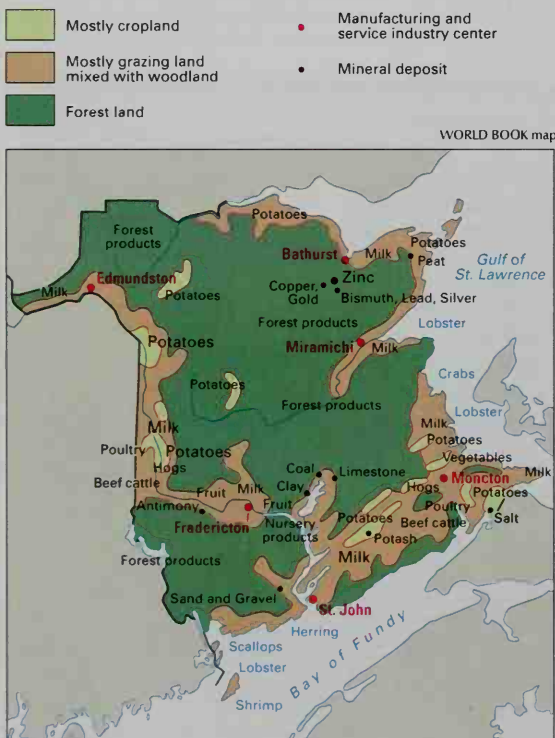 Mostly cropland
Mostly grazing land
mixed with woodland
Forest land
Manufacturing and
service industry center
Mineral deposit
WORLD BOOK map
Potatoes
Forest
products
Bathurst
Milk
Potatoes
Peat
Gulf of
St. Lawrence
Edmundston
Milk
Potatoes
Zinc
Copper,
Gold
Bismuth, Lead, Silver
Forest products
Lobster
Potatoes
Miramichi
Milk
Crabs
Potatoes
Forest products
Lobster
Milk
Milk
Potatoes
Poultry
Potatoes
Vegetables
Hogs
Coal
Limestone
Moncton
Milk
Beef cattle
Clay
Hogs
Fruit
Milk
Potatoes
Antimony
Fruit
Poultry
Salt
Fredericton
Nursery
products
Potatoes
Beef cattle
Potash
Forest products
Milk
Sand and Gravel
St. John
Herring
Bay of Fundy
Scallops
Lobster
Shrimp